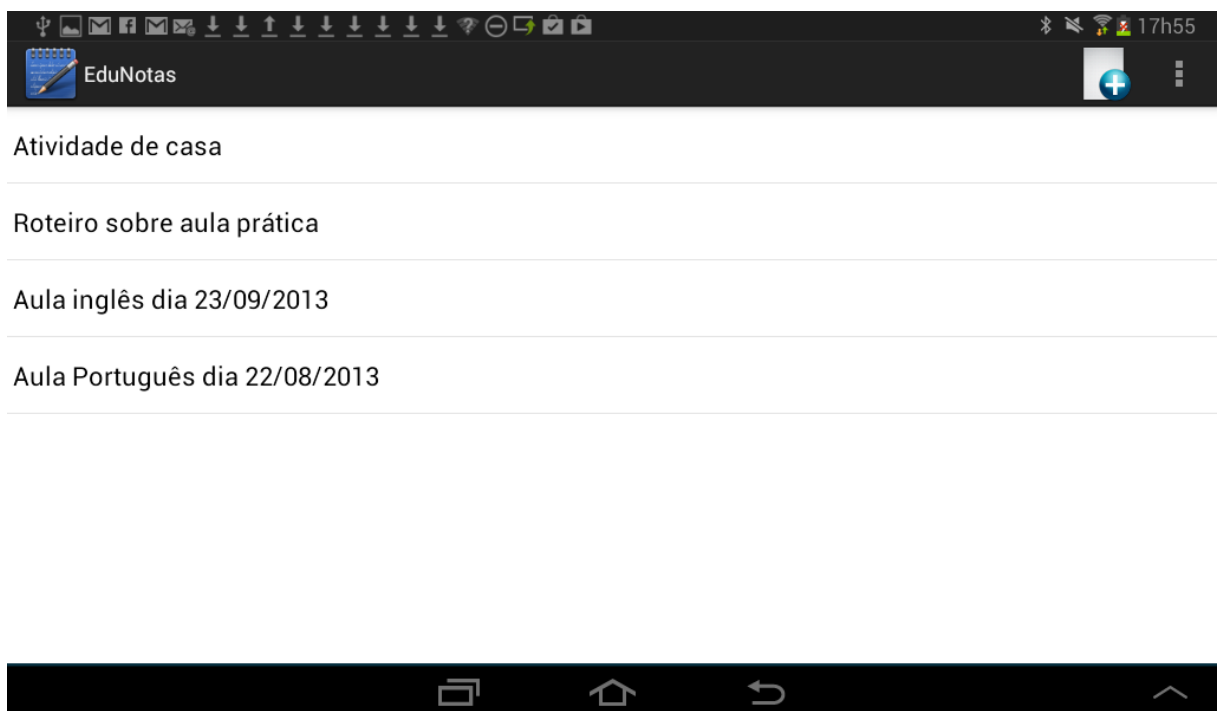 17h55
EduNotas
Atividade de casa
Roteiro sobre aula prática
Aula inglês dia 23/09/2013
Aula Português dia 22/08/2013